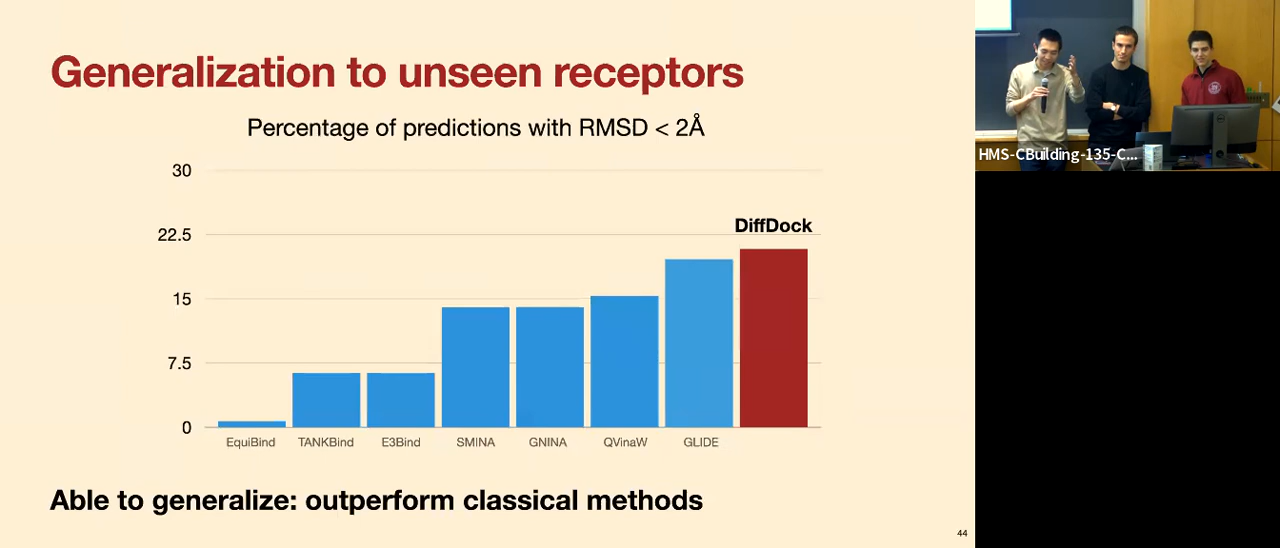 Generalization to unseen receptors
Percentage of predictions with RMSD < 2Å
30
22.5
15
7.5
0
DiffDock
EquiBind TANKBind E3Bind SMINA GNINA QVinaW GLIDE
Able to generalize: outperform classical methods
44
HMS-CBuilding-135-C...